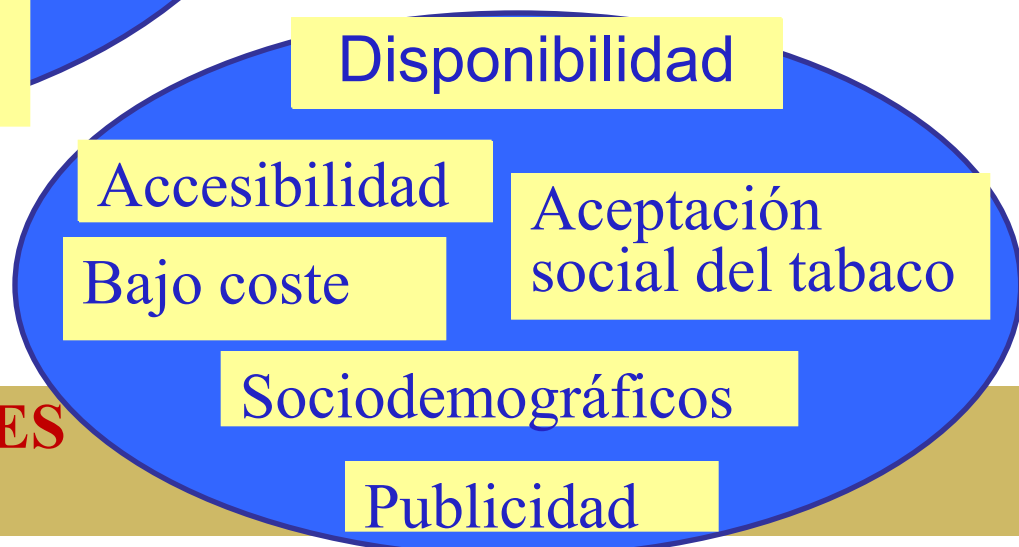 Disponibilidad
Accesibilidad
Aceptación
social del tabaco
Bajo coste
Sociodemográficos
ES
Publicidad